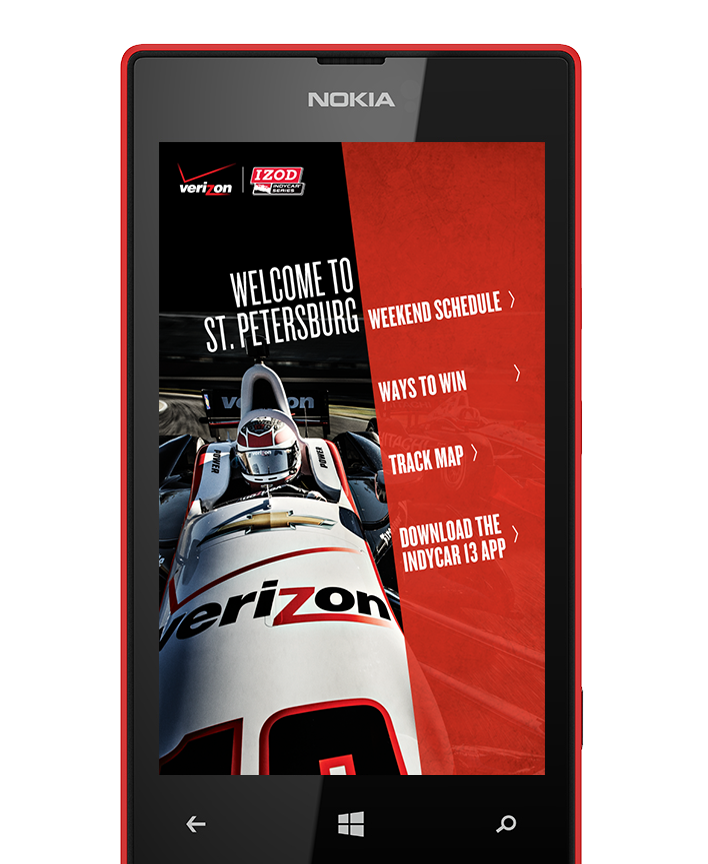 NOKIA
verizon
IZOD
INDYCAR
SERIES
WELCOME TO
ST. PETERSBURG
WEEKEND SCHEDULE
WAYS TO WIN
TRACK MAP
DOWNLOAD THE
INDYCAR 13 APP
verizon
POWER
POWER
verizon
verizon